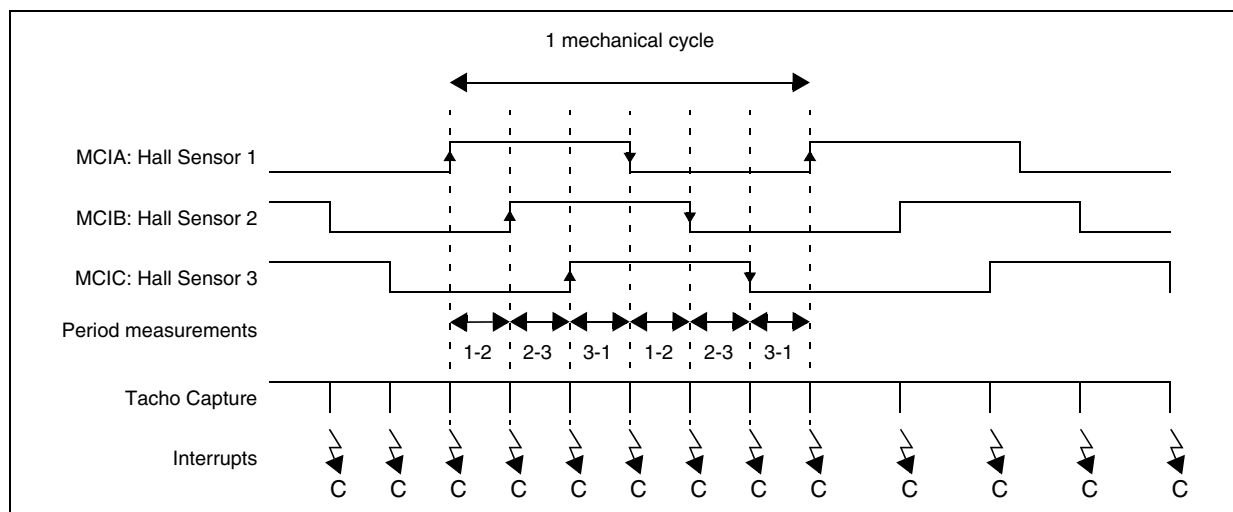 1 mechanical cycle
MCIA: Hall Sensor 1
MCIB: Hall Sensor 2
MCIC: Hall Sensor 3
Period measurements
1-2 2-3 3-1 1-2 2-3 3-1
Tacho Capture
Interrupts
C C C C C C C C C C C C C